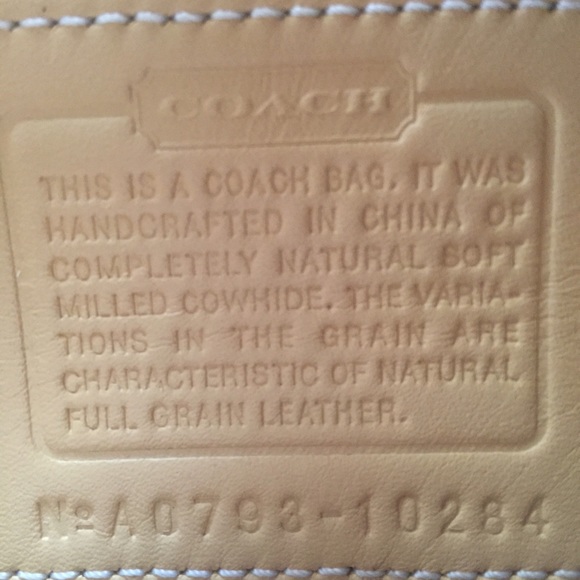 COACH
THIS IS A COACH BAG. IT WAS
HANDCRAFTED IN CHINA OF
COMPLETELY NATURAL SOFT
MILLED COWHIDE. THE VARIA-
TIONS IN THE GRAIN ARE
CHARACTERISTIC OF NATURAL
FULL GRAIN LEATHER.
Nº A0793-10284